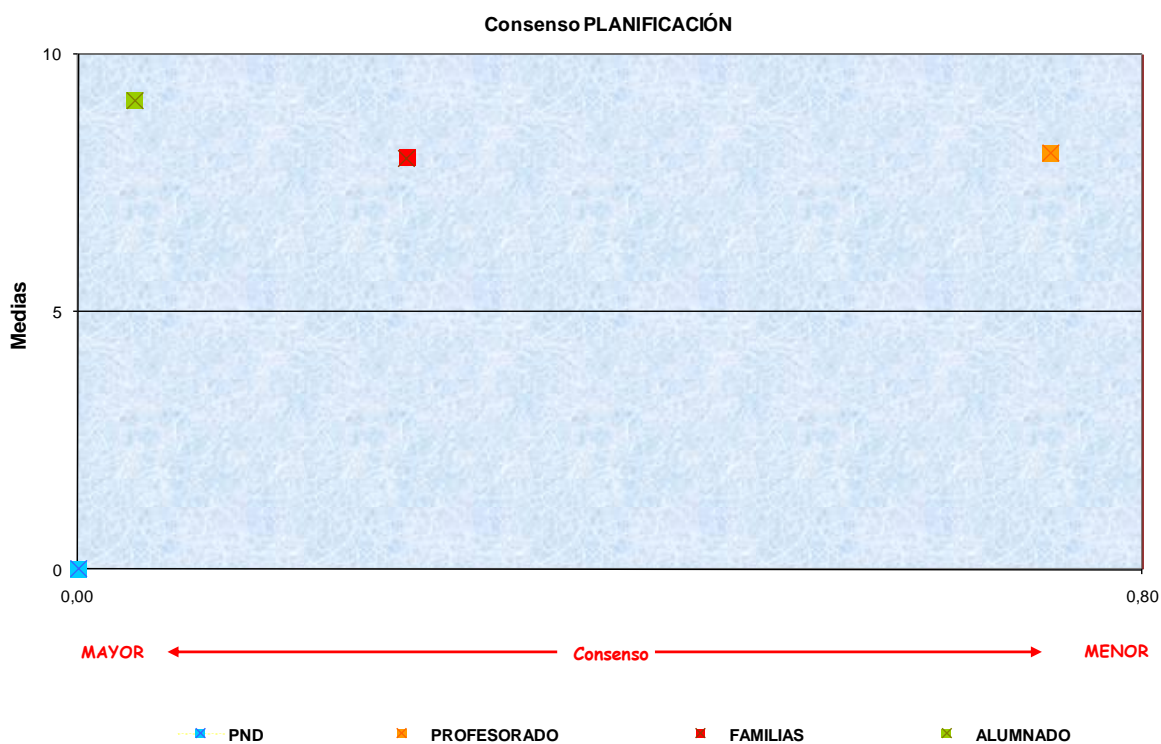 Consenso PLANIFICACIÓN
10
Medias
5
0
0,00
0,80
MAYOR
Consenso
MENOR
PND
PROFESORADO
FAMILIAS
ALUMNADO